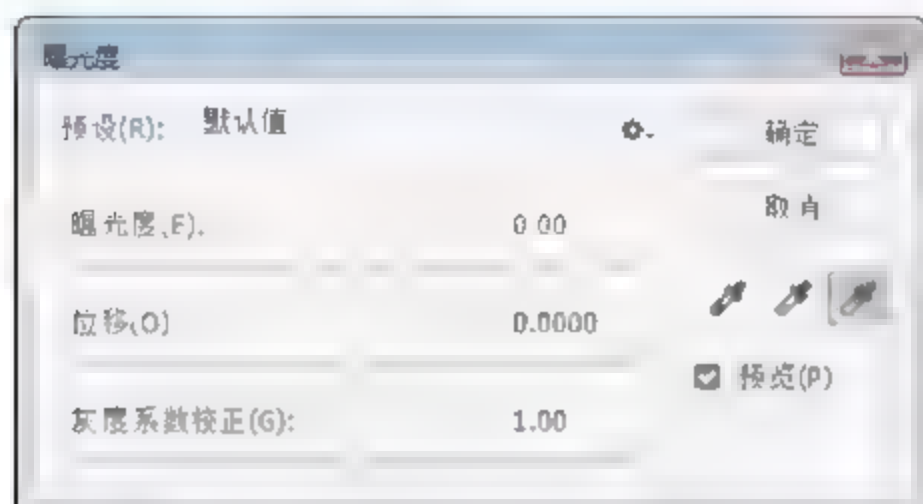 曝光度
预设(R): 默认值
确定
取消
曝光度(E): 0.00
位移(O) 0.0000
预览(P)
灰度系数校正(G): 1.00